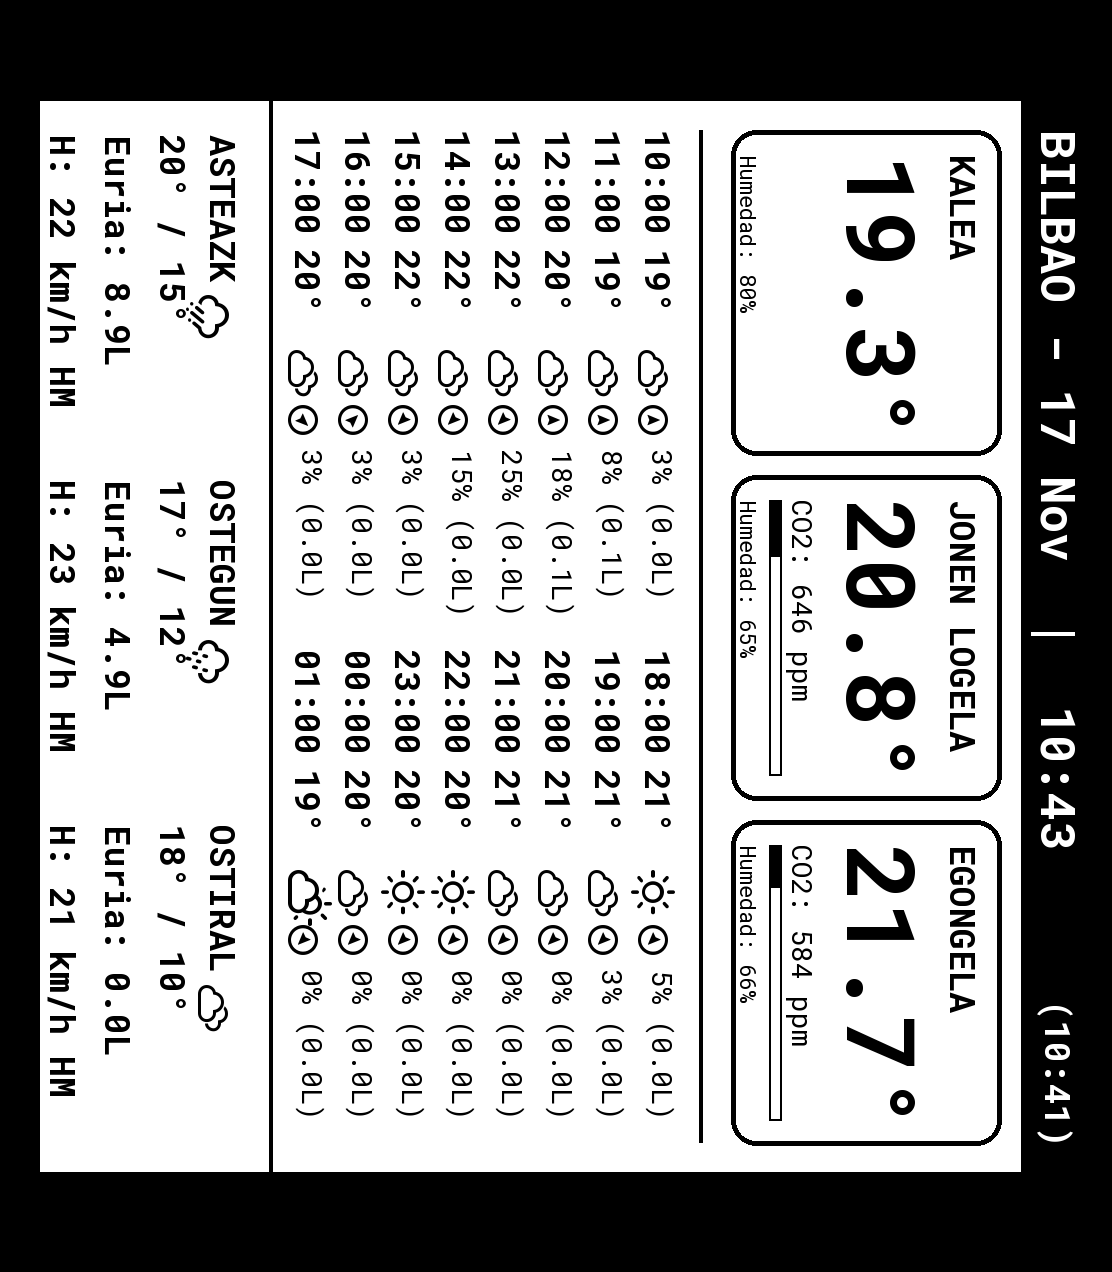 BILBAO - 17 Nov | 10:43 (10:41)
KALEA
19.3°
Humedad: 80%
JONEN LOGELA
20.8°
CO2: 646 ppm
Humedad: 65%
EGONGELA
21.7°
CO2: 584 ppm
Humedad: 66%
10:00 19° 3% (0.0L)
11:00 19° 8% (0.1L)
12:00 20° 18% (0.1L)
13:00 22° 25% (0.0L)
14:00 22° 15% (0.0L)
15:00 22° 3% (0.0L)
16:00 20° 3% (0.0L)
17:00 20° 3% (0.0L)
18:00 21° 5% (0.0L)
19:00 21° 3% (0.0L)
20:00 21° 0% (0.0L)
21:00 21° 0% (0.0L)
22:00 20° 0% (0.0L)
23:00 20° 0% (0.0L)
00:00 20° 0% (0.0L)
01:00 19° 0% (0.0L)
ASTEAZK
20° / 15°
Euria: 8.9L
H: 22 km/h HM
OSTEGUN
17° / 12°
Euria: 4.9L
H: 23 km/h HM
OSTIRAL
18° / 10°
Euria: 0.0L
H: 21 km/h HM